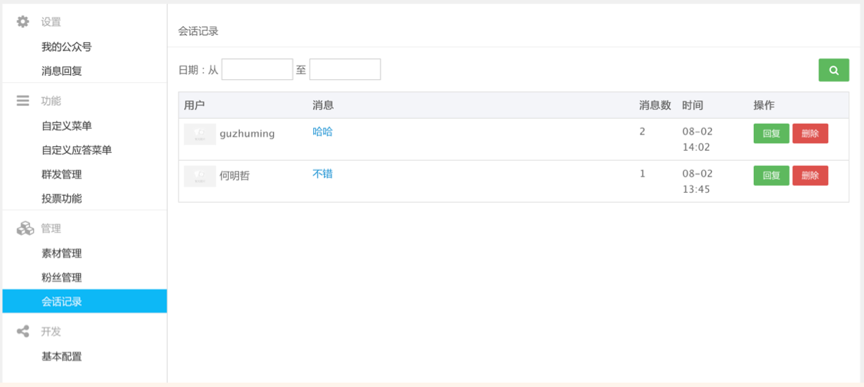 设置
我的公众号
消息回复
功能
自定义菜单
自定义应答菜单
群发管理
投票功能
管理
素材管理
粉丝管理
会话记录
开发
基本配置
会话记录
日期：从 至
用户 消息 消息数 时间 操作
guzhuming 哈哈 2 08-02 14:02 回复 删除
何明哲 不错 1 08-02 13:45 回复 删除